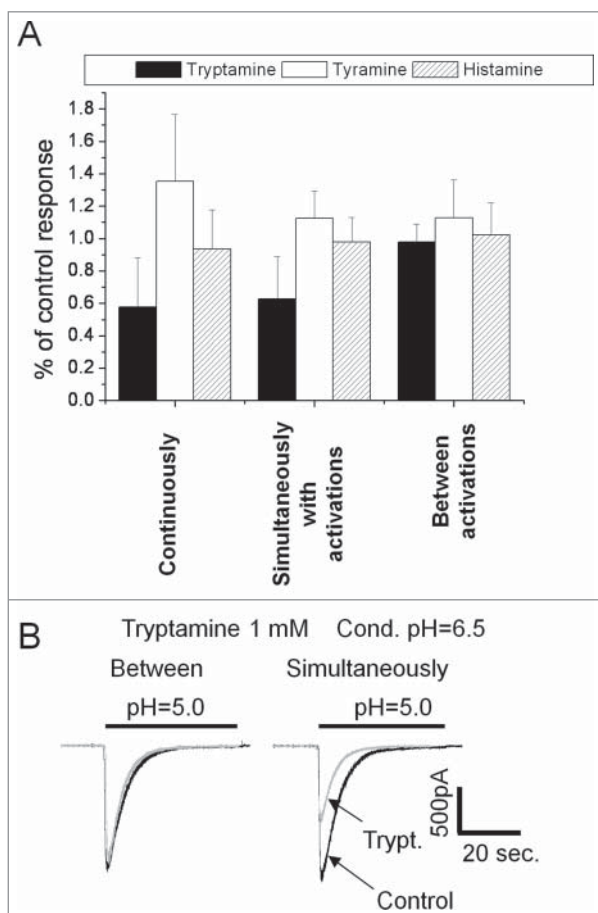 A
Tryptamine Tyramine Histamine
% of control response
1.8
1.6
1.4
1.2
1.0
0.8
0.6
0.4
0.2
0.0
Continuously
Simultaneously
with
activations
Between
activations
B
Tryptamine 1 mM Cond. pH=6.5
Between Simultaneously
pH=5.0 pH=5.0
500pA
20 sec.
Trypt.
Control